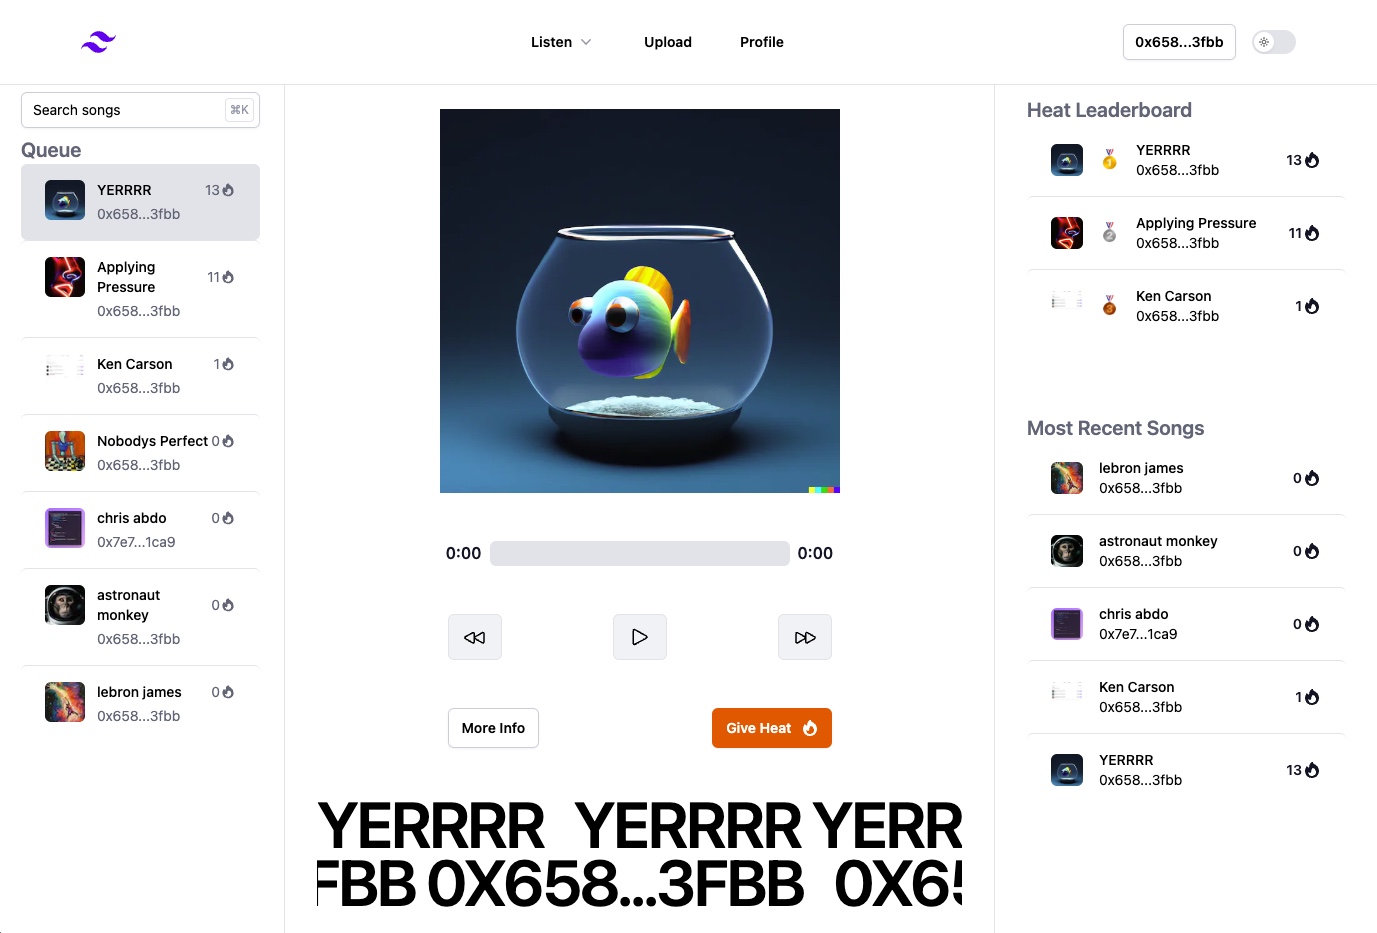 Listen
Upload
Profile
0x658...3fbb
Search songs
⌘K
Queue
YERRRR
13
0x658...3fbb
Applying
Pressure
11
0x658...3fbb
Ken Carson
1
0x658...3fbb
Nobodys Perfect
0
0x658...3fbb
chris abdo
0
0x7e7...1ca9
astronaut
monkey
0
0x658...3fbb
lebron james
0
0x658...3fbb
0:00
0:00
More Info
Give Heat
YERRRR YERRRR YERR
FBB 0X658...3FBB 0X65
Heat Leaderboard
1
YERRRR
0x658...3fbb
13
2
Applying Pressure
0x658...3fbb
11
3
Ken Carson
0x658...3fbb
1
Most Recent Songs
lebron james
0x658...3fbb
0
astronaut monkey
0x658...3fbb
0
chris abdo
0x7e7...1ca9
0
Ken Carson
0x658...3fbb
1
YERRRR
0x658...3fbb
13